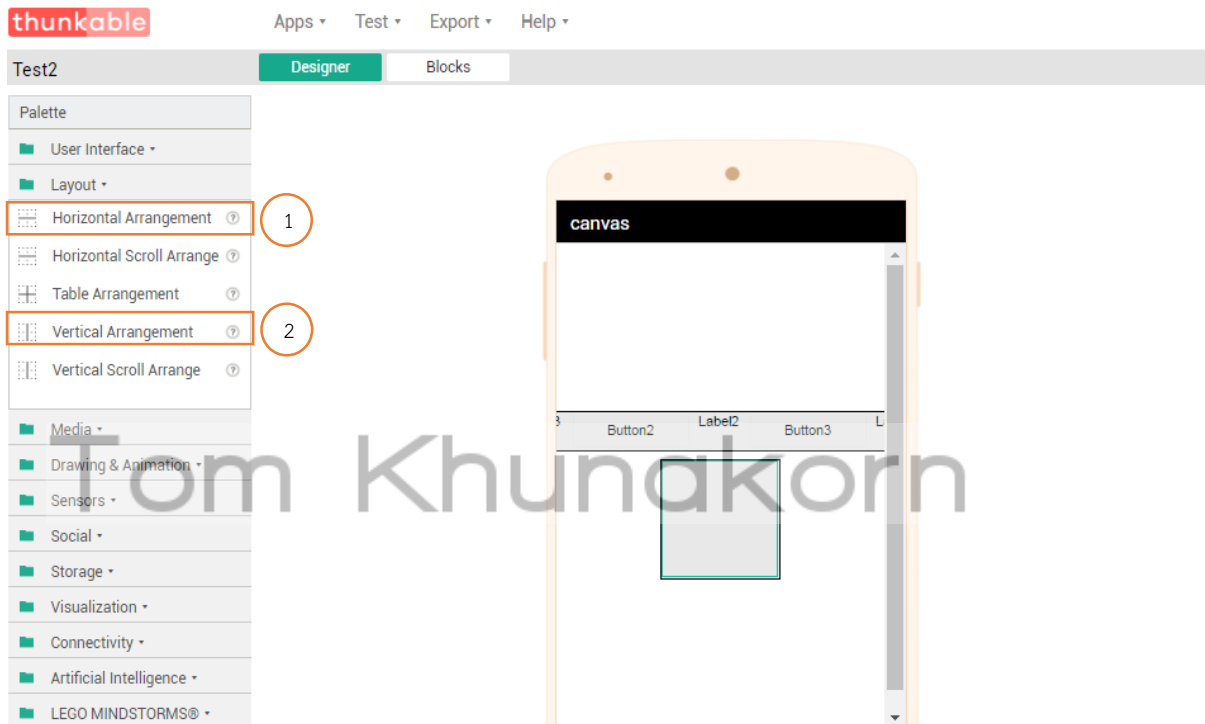 thunkable
Apps Test Export Help
Test2
Designer Blocks
Palette
User Interface
Layout
Horizontal Arrangement ?
1
Horizontal Scroll Arrange ?
Table Arrangement ?
Vertical Arrangement ?
2
Vertical Scroll Arrange ?
Media
Drawing & Animation
Sensors
Social
Storage
Visualization
Connectivity
Artificial Intelligence
LEGO MINDSTORMS®
canvas
Button2 Label2 Button3
Tom Khunakorn